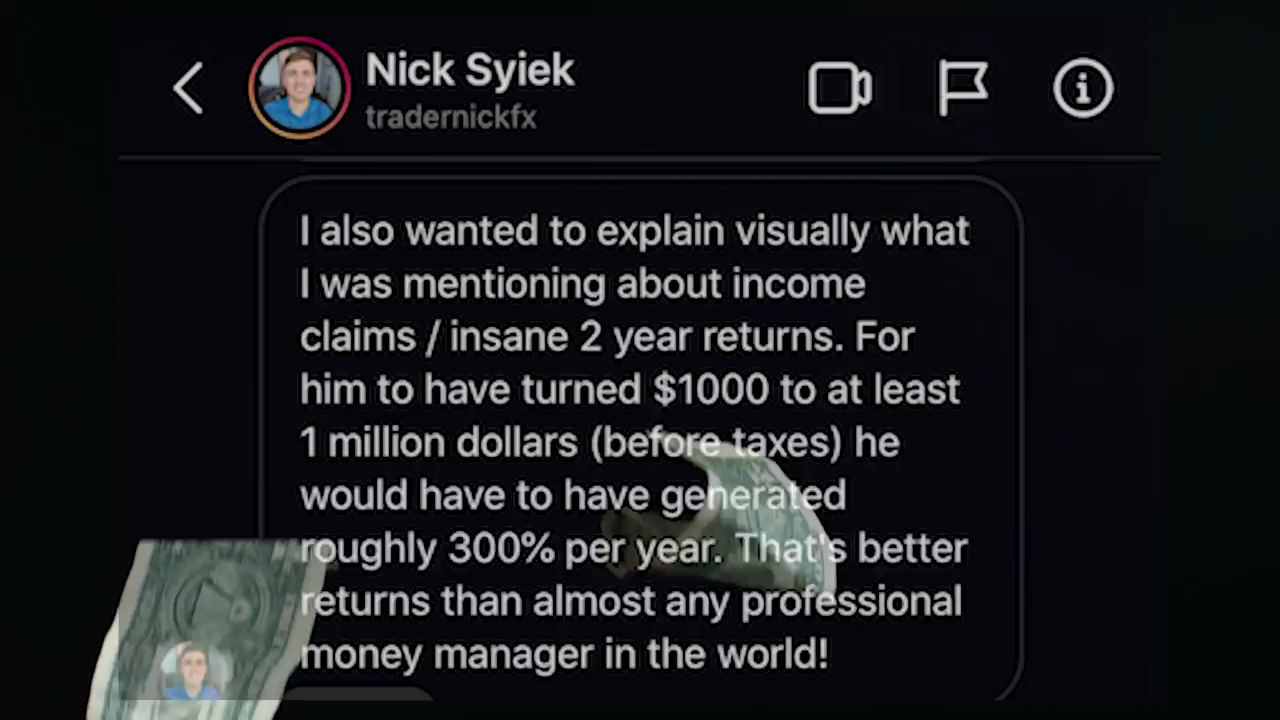 Nick Syiek
tradernickfx
I also wanted to explain visually what
I was mentioning about income
claims / insane 2 year returns. For
him to have turned $1000 to at least
1 million dollars (before taxes) he
would have to have generated
roughly 300% per year. That's better
returns than almost any professional
money manager in the world!